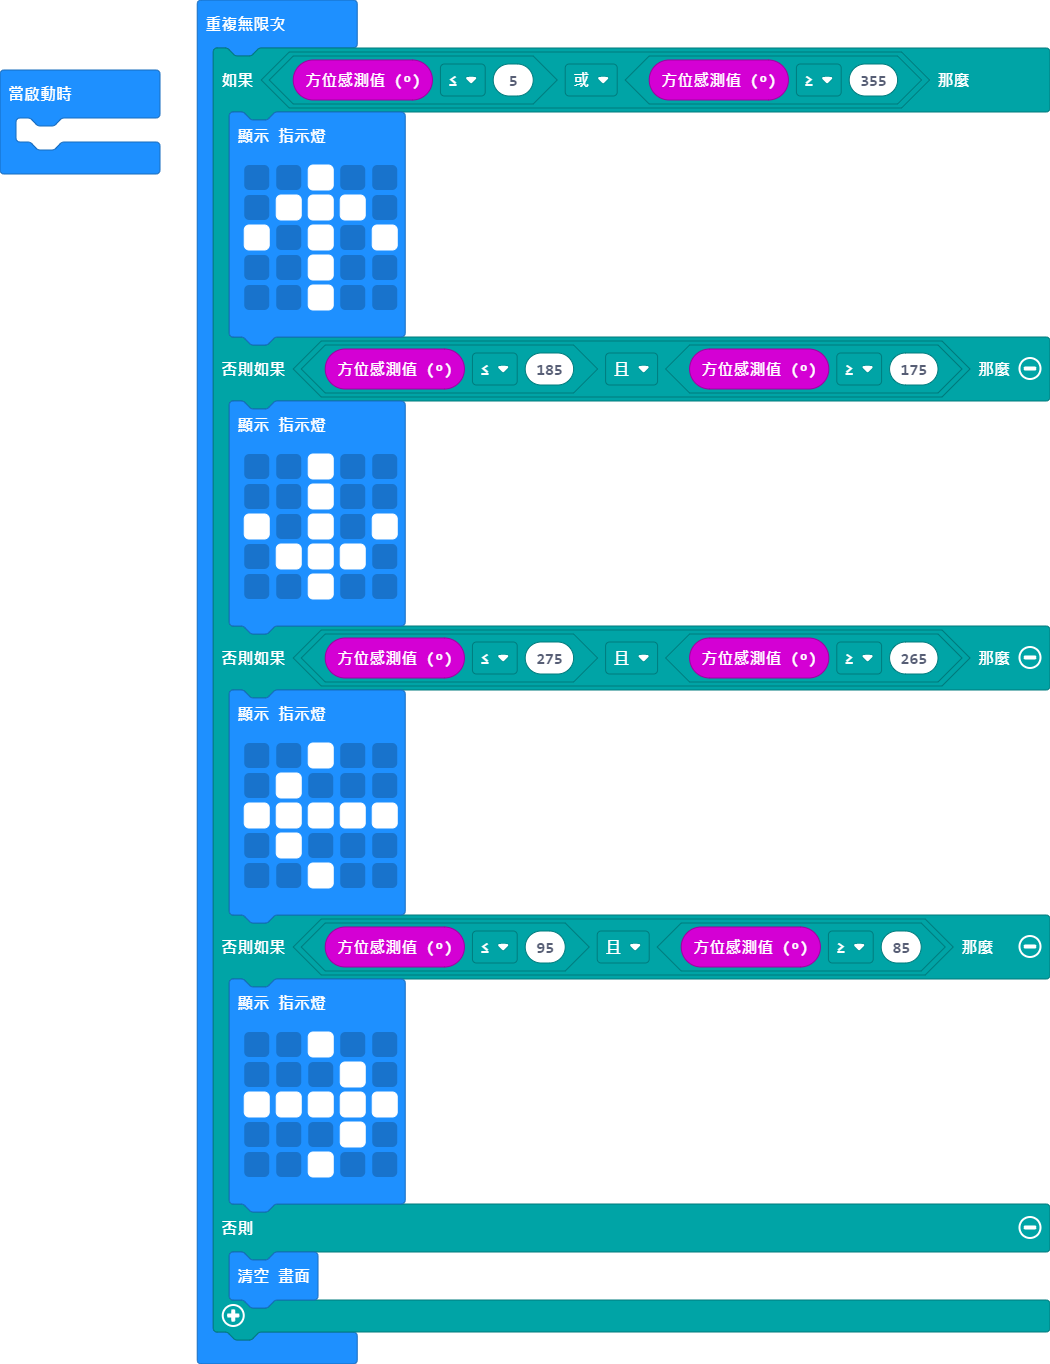 重複無限次
當啟動時
如果 方位感測值 (º) ≤ 5 或 方位感測值 (º) ≥ 355 那麼
顯示 指示燈
否則如果 方位感測值 (º) ≤ 185 且 方位感測值 (º) ≥ 175 那麼
顯示 指示燈
否則如果 方位感測值 (º) ≤ 275 且 方位感測值 (º) ≥ 265 那麼
顯示 指示燈
否則如果 方位感測值 (º) ≤ 95 且 方位感測值 (º) ≥ 85 那麼
顯示 指示燈
否則
清空 畫面